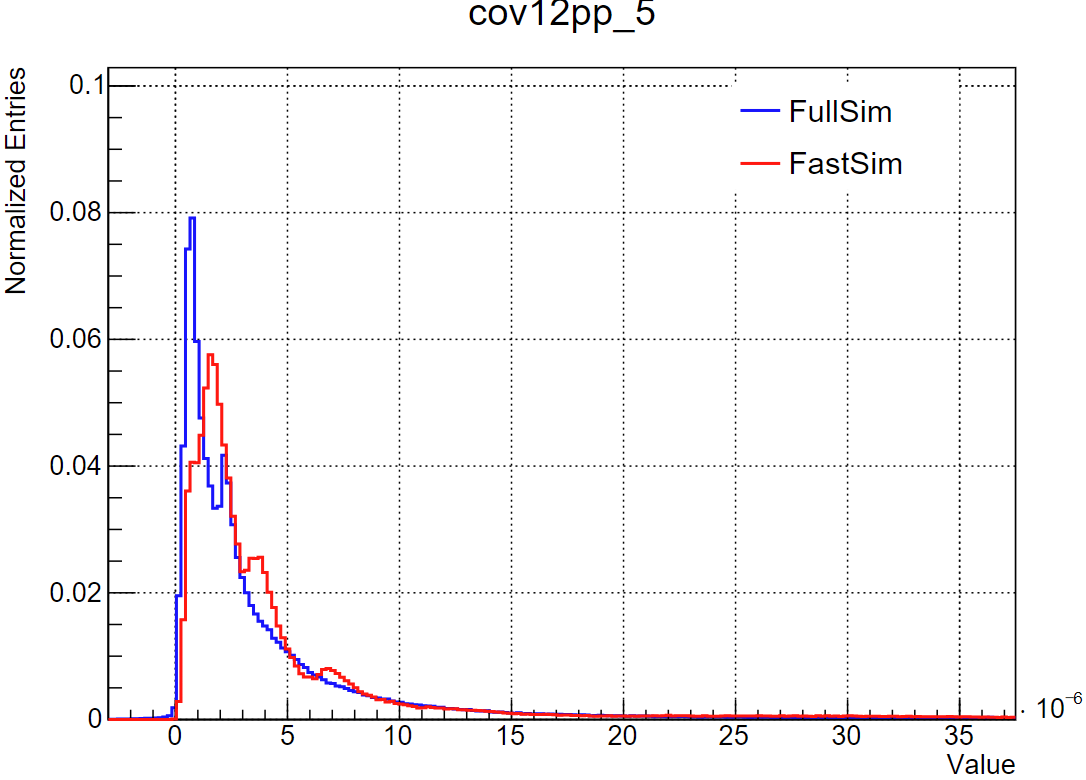 cov12pp_5
Normalized Entries
0.1
0.08
0.06
0.04
0.02
0
FullSim
FastSim
0 5 10 15 20 25 30 35
· 10⁻⁶
Value